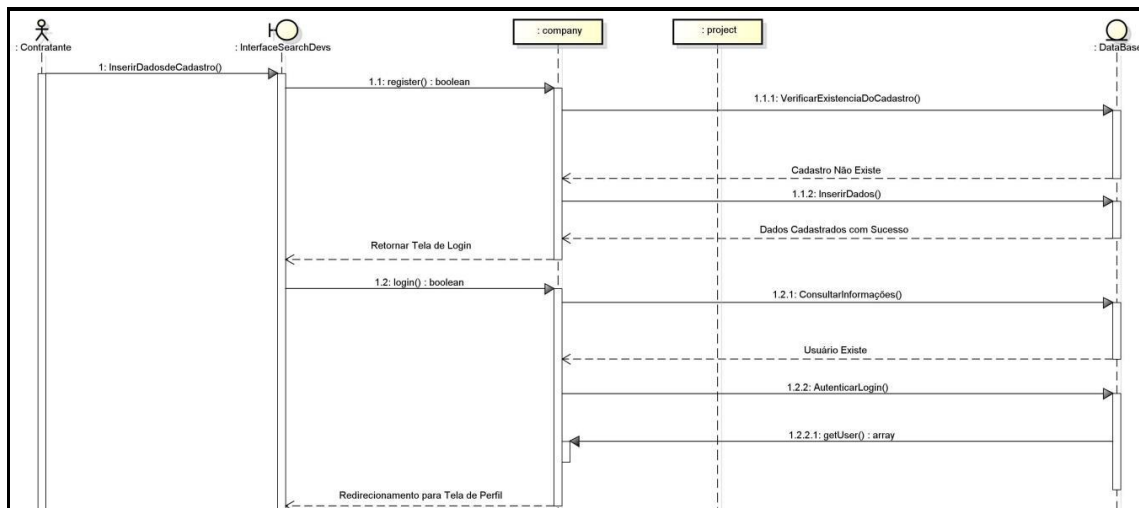 : Contratante
: InterfaceSearchDevs
: company
: project
: DataBase
1: InserirDadosdeCadastro()
1.1: register() : boolean
1.1.1: VerificarExistenciaDoCadastro()
Cadastro Não Existe
1.1.2: InserirDados()
Dados Cadastrados com Sucesso
Retornar Tela de Login
1.2: login() : boolean
1.2.1: ConsultarInformações()
Usuário Existe
1.2.2: AutenticarLogin()
1.2.2.1: getUser() : array
Redirecionamento para Tela de Perfil